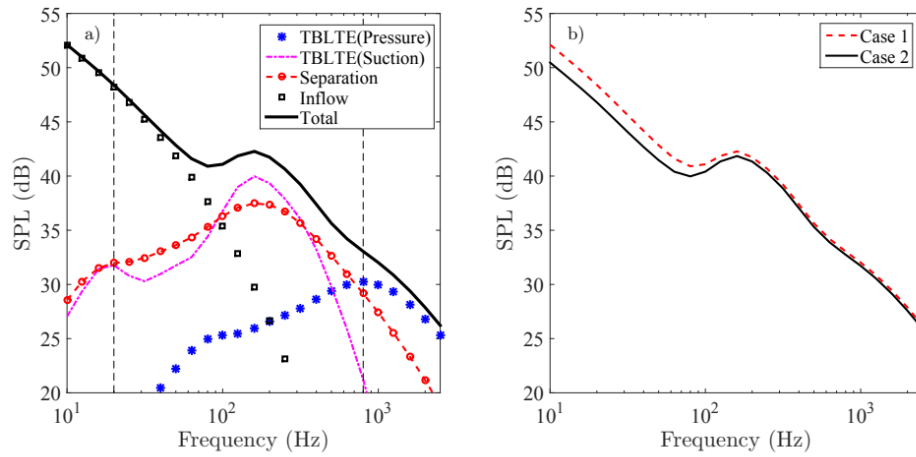 a)
TBLTE(Pressure)
TBLTE(Suction)
Separation
Inflow
Total
SPL (dB)
55
50
45
40
35
30
25
20
10^1
10^2
10^3
Frequency (Hz)
b)
Case 1
Case 2
SPL (dB)
55
50
45
40
35
30
25
20
10^1
10^2
10^3
Frequency (Hz)